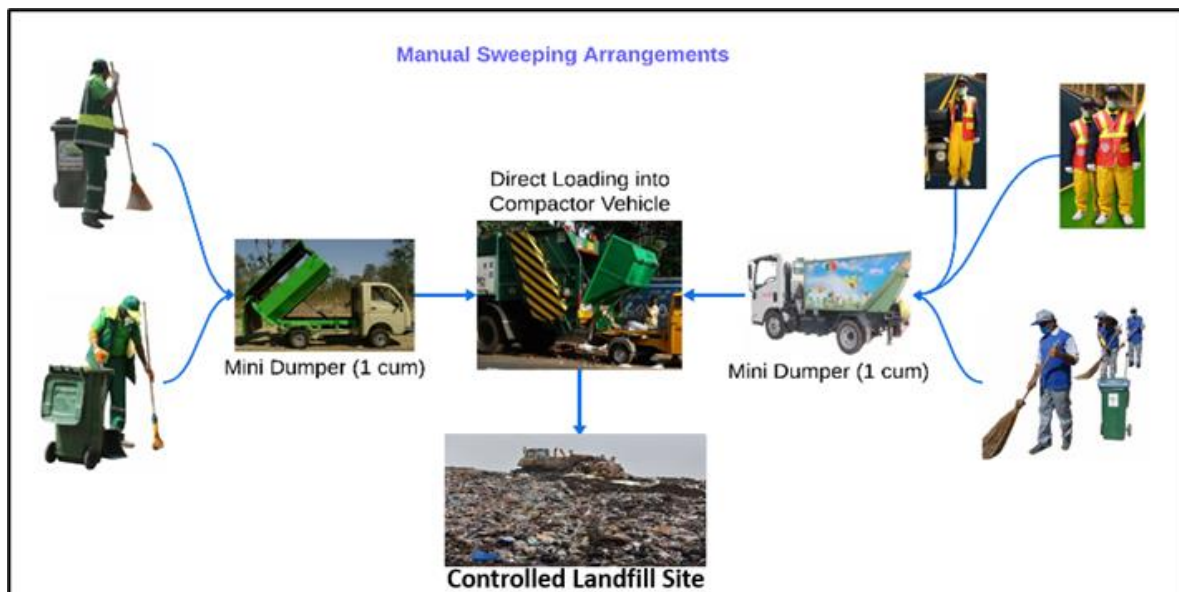 Manual Sweeping Arrangements
Direct Loading into
Compactor Vehicle
Mini Dumper (1 cum)
Mini Dumper (1 cum)
Controlled Landfill Site